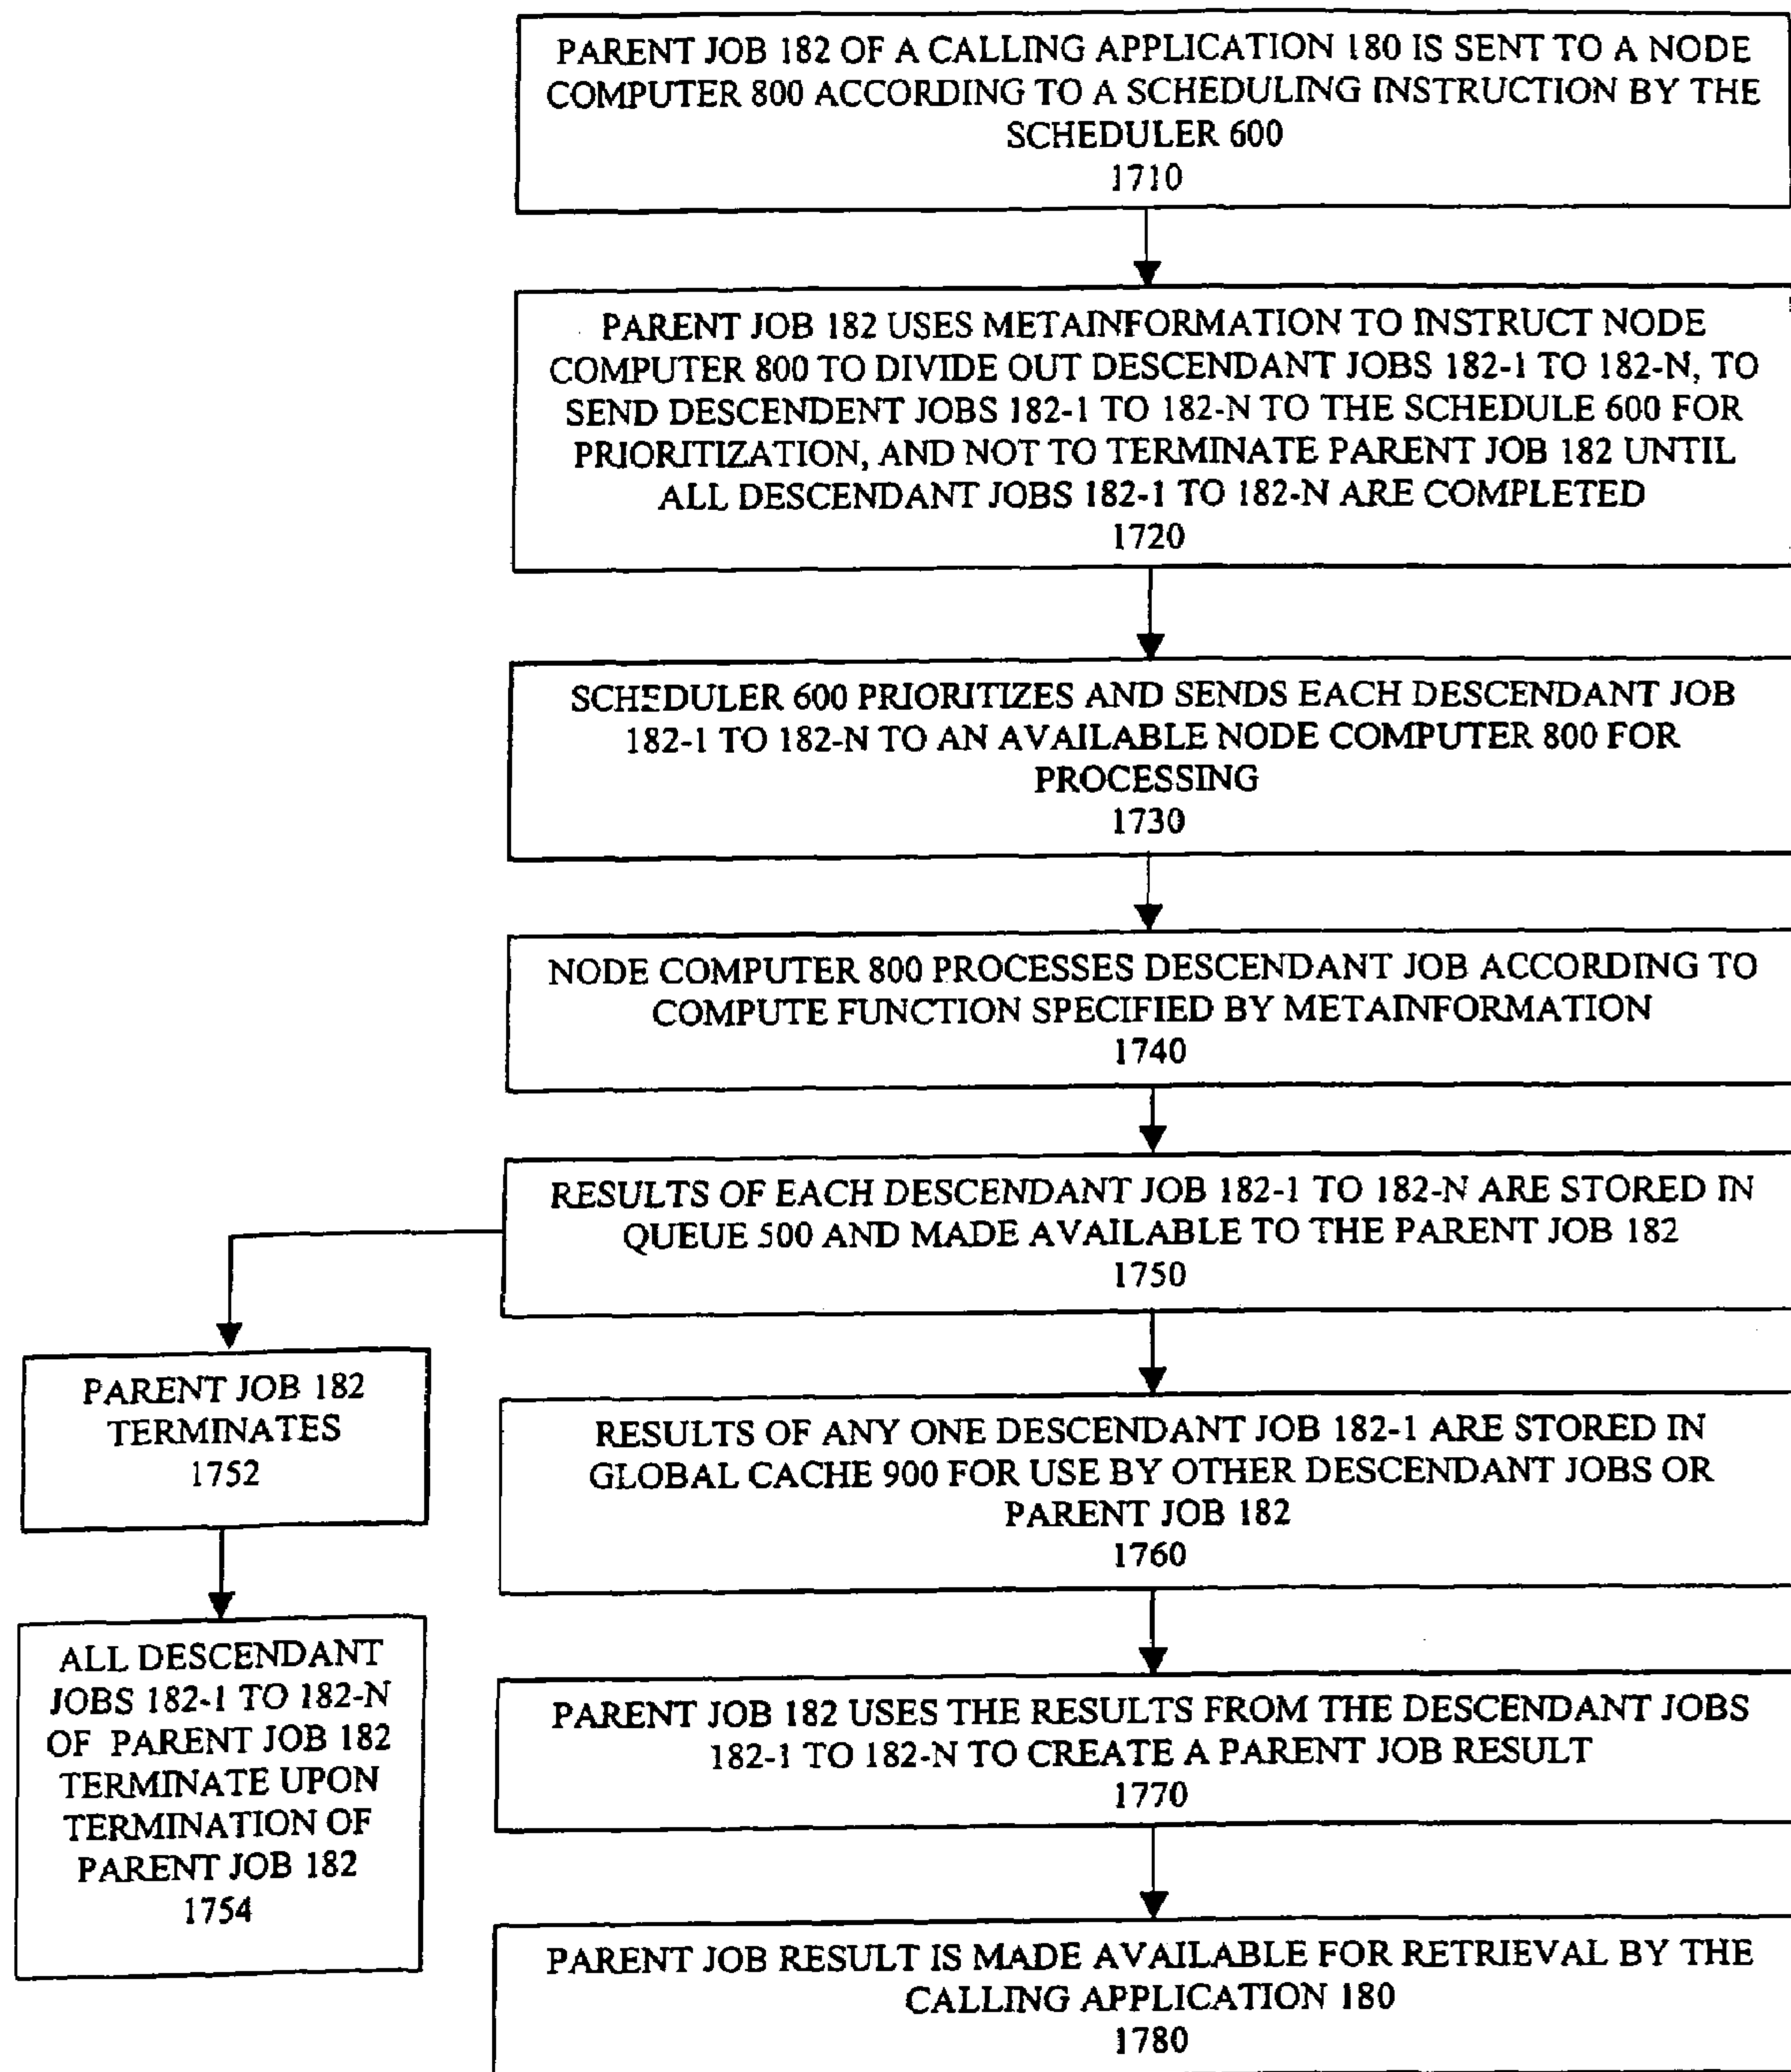 PARENT JOB 182 OF A CALLING APPLICATION 180 IS SENT TO A NODE
COMPUTER 800 ACCORDING TO A SCHEDULING INSTRUCTION BY THE
SCHEDULER 600
1710
PARENT JOB 182 USES METAINFORMATION TO INSTRUCT NODE
COMPUTER 800 TO DIVIDE OUT DESCENDANT JOBS 182-1 TO 182-N, TO
SEND DESCENDENT JOBS 182-1 TO 182-N TO THE SCHEDULE 600 FOR
PRIORITIZATION, AND NOT TO TERMINATE PARENT JOB 182 UNTIL
ALL DESCENDANT JOBS 182-1 TO 182-N ARE COMPLETED
1720
SCHEDULER 600 PRIORITIZES AND SENDS EACH DESCENDANT JOB
182-1 TO 182-N TO AN AVAILABLE NODE COMPUTER 800 FOR
PROCESSING
1730
NODE COMPUTER 800 PROCESSES DESCENDANT JOB ACCORDING TO
COMPUTE FUNCTION SPECIFIED BY METAINFORMATION
1740
RESULTS OF EACH DESCENDANT JOB 182-1 TO 182-N ARE STORED IN
QUEUE 500 AND MADE AVAILABLE TO THE PARENT JOB 182
1750
PARENT JOB 182
TERMINATES
1752
ALL DESCENDANT
JOBS 182-1 TO 182-N
OF PARENT JOB 182
TERMINATE UPON
TERMINATION OF
PARENT JOB 182
1754
RESULTS OF ANY ONE DESCENDANT JOB 182-1 ARE STORED IN
GLOBAL CACHE 900 FOR USE BY OTHER DESCENDANT JOBS OR
PARENT JOB 182
1760
PARENT JOB 182 USES THE RESULTS FROM THE DESCENDANT JOBS
182-1 TO 182-N TO CREATE A PARENT JOB RESULT
1770
PARENT JOB RESULT IS MADE AVAILABLE FOR RETRIEVAL BY THE
CALLING APPLICATION 180
1780